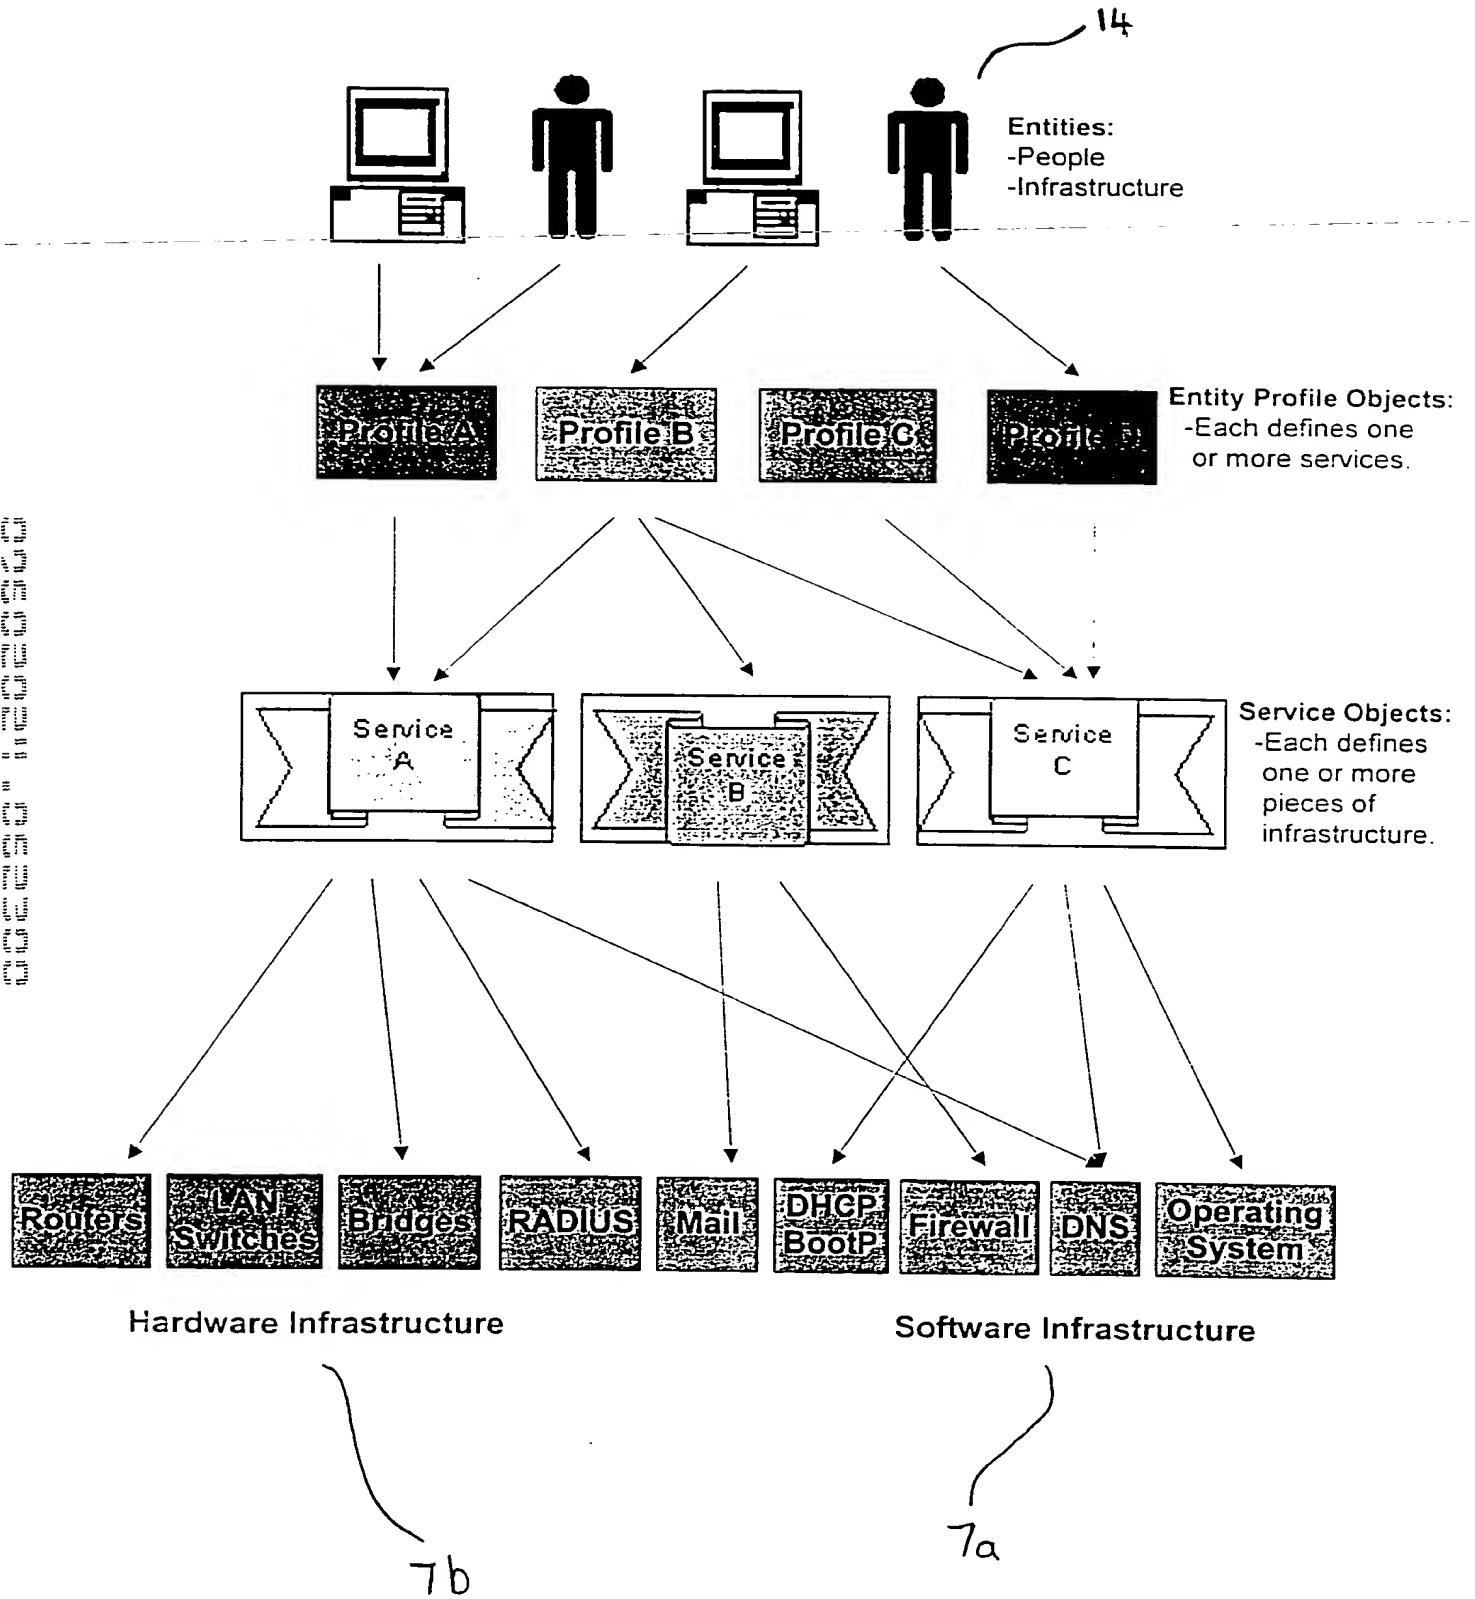 14
Entities:
-People
-Infrastructure
Profile A
Profile B
Profile C
Profile D
Entity Profile Objects:
-Each defines one
or more services.
Service
A
Service
B
Service
C
Service Objects:
-Each defines
one or more
pieces of
infrastructure.
Routers
LAN
Switches
Bridges
RADIUS
Mail
DHCP
BootP
Firewall
DNS
Operating
System
Hardware Infrastructure
Software Infrastructure
7b
7a